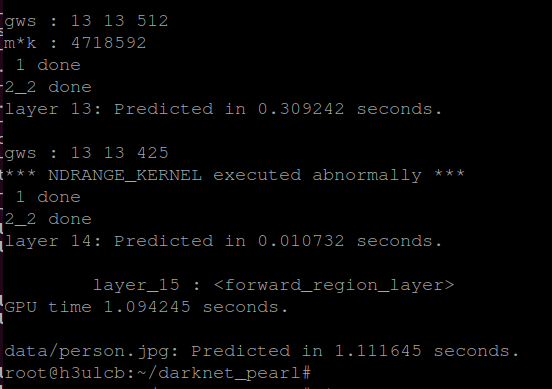 gws : 13 13 512
m*k : 4718592
1 done
2_2 done
layer 13: Predicted in 0.309242 seconds.
gws : 13 13 425
*** NDRANGE_KERNEL executed abnormally ***
1 done
2_2 done
layer 14: Predicted in 0.010732 seconds.
layer_15 : <forward_region_layer>
GPU time 1.094245 seconds.
data/person.jpg: Predicted in 1.111645 seconds.
root@h3ulcb:~/darknet_pearl#